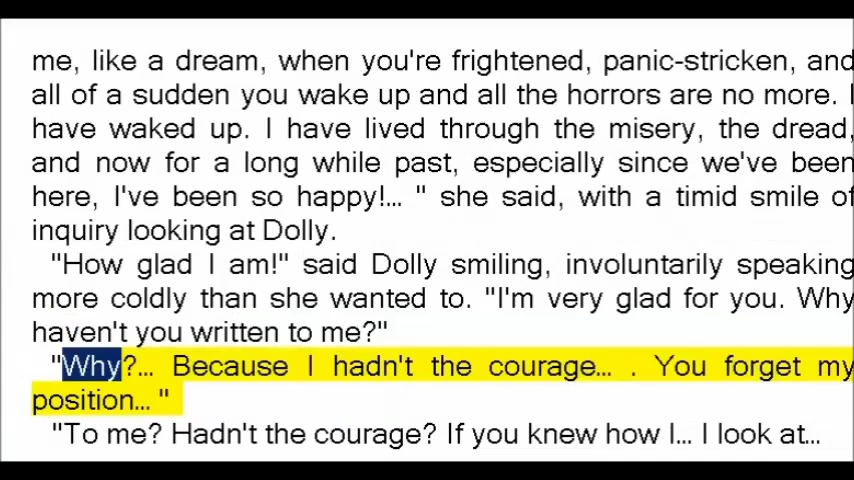 me, like a dream, when you're frightened, panic-stricken, and
all of a sudden you wake up and all the horrors are no more. I
have waked up. I have lived through the misery, the dread,
and now for a long while past, especially since we've been
here, I've been so happy!... " she said, with a timid smile of
inquiry looking at Dolly.
"How glad I am!" said Dolly smiling, involuntarily speaking
more coldly than she wanted to. "I'm very glad for you. Why
haven't you written to me?"
"Why?... Because I hadn't the courage... . You forget my
position... "
"To me? Hadn't the courage? If you knew how I... I look at...